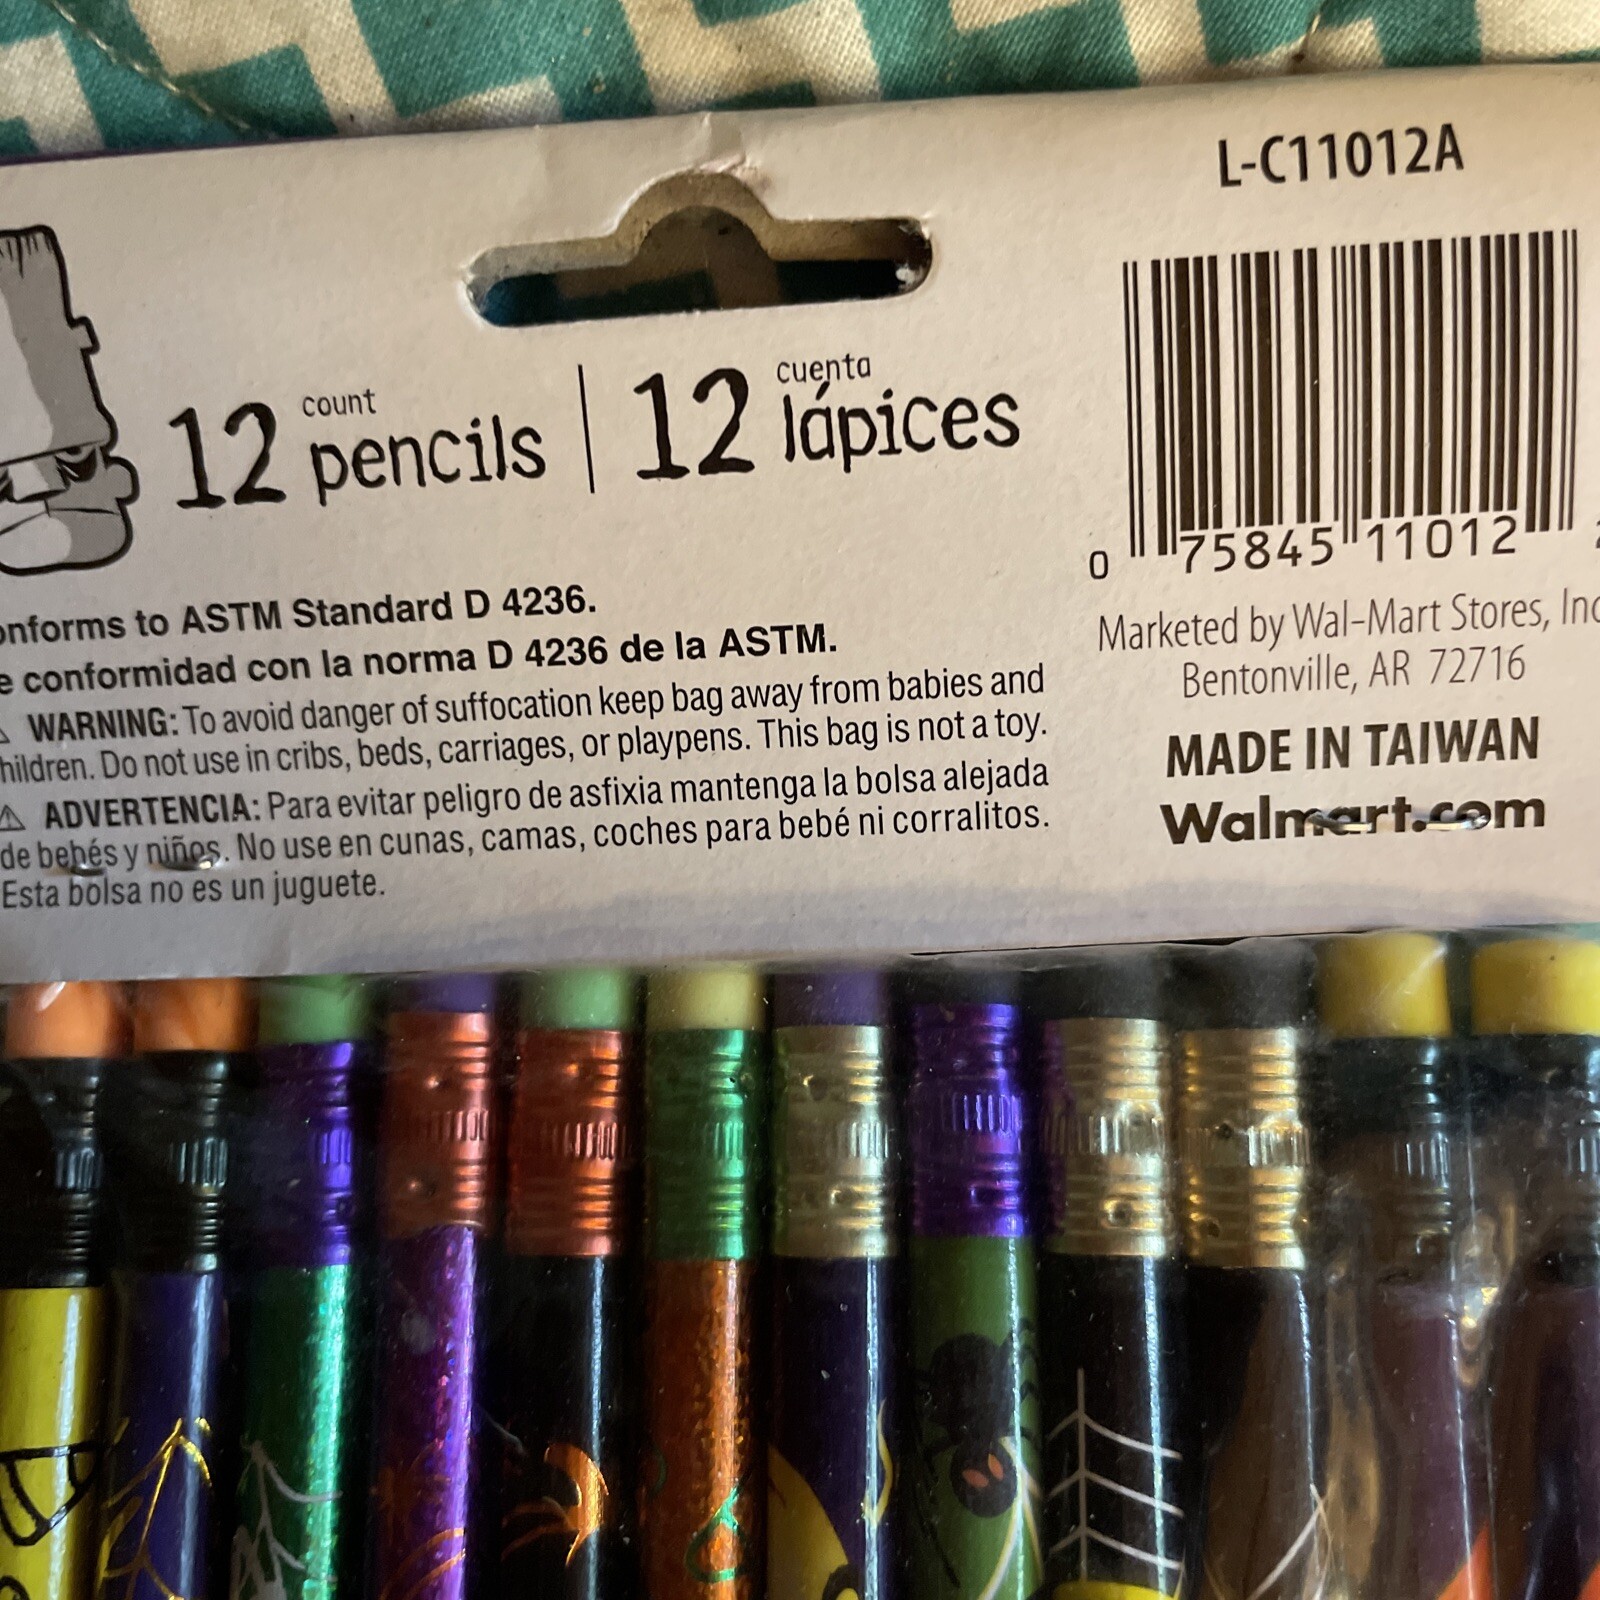 L-C11012A
12 count pencils | 12 cuenta lápices
0 75845 11012
onforms to ASTM Standard D 4236.
e conformidad con la norma D 4236 de la ASTM.
WARNING: To avoid danger of suffocation keep bag away from babies and
hildren. Do not use in cribs, beds, carriages, or playpens. This bag is not a toy.
ADVERTENCIA: Para evitar peligro de asfixia mantenga la bolsa alejada
de bebés y niños. No use en cunas, camas, coches para bebé ni corralitos.
Esta bolsa no es un juguete.
Marketed by Wal-Mart Stores, Inc
Bentonville, AR 72716
MADE IN TAIWAN
Walmart.com